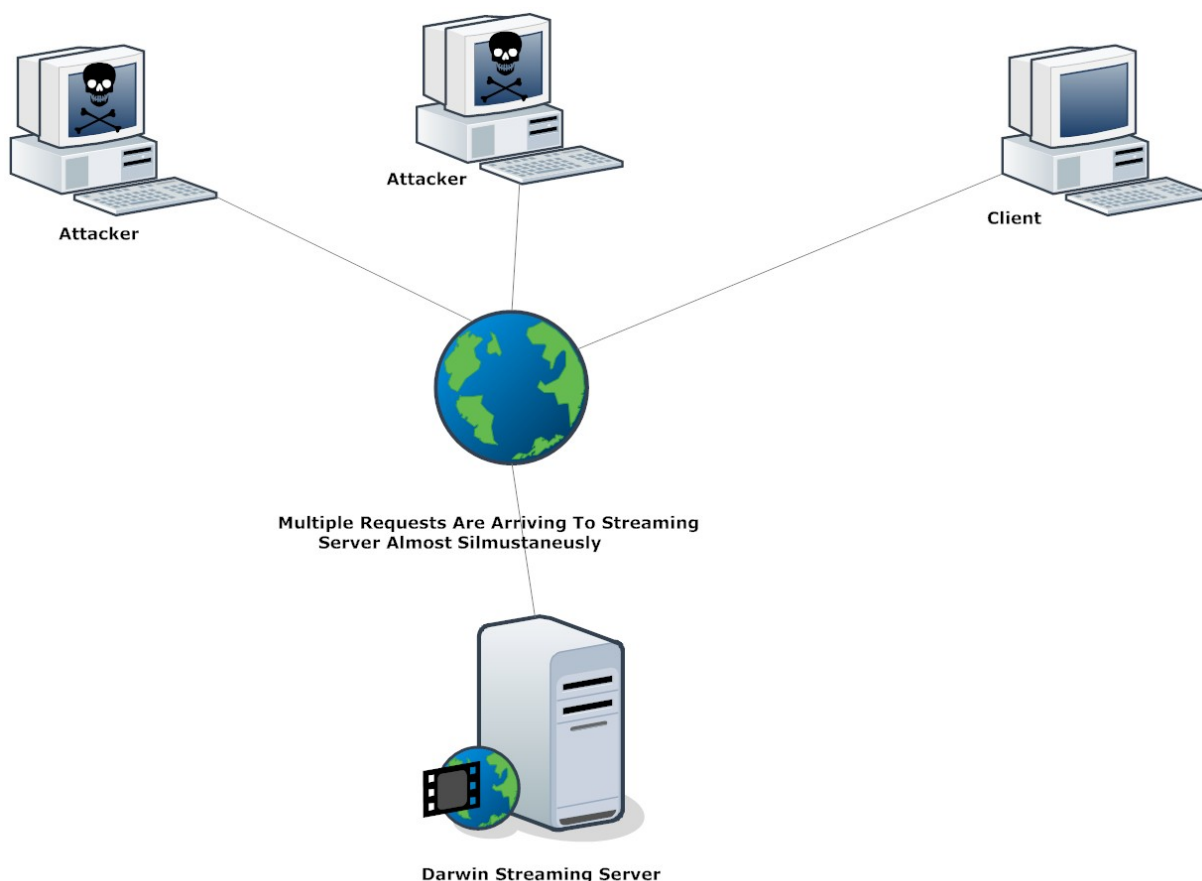 Attacker
Attacker
Client
Multiple Requests Are Arriving To Streaming
Server Almost Silmustaneusly
Darwin Streaming Server